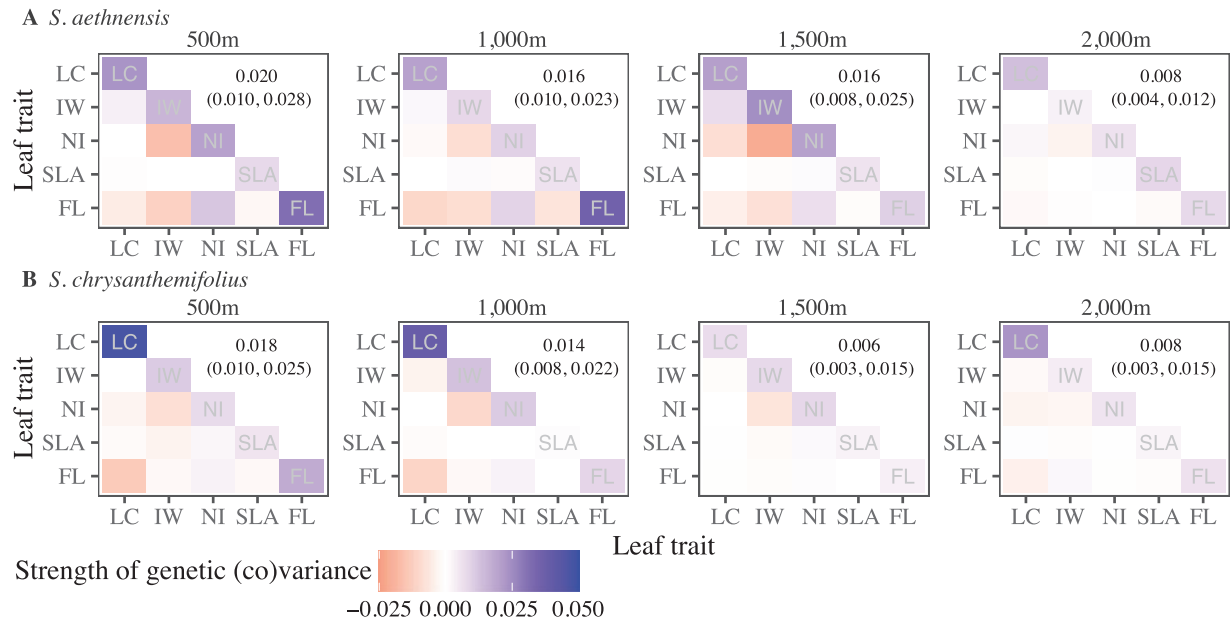 A S. aethnensis
500m 1,000m 1,500m 2,000m
LC LC 0.020 LC 0.016 LC 0.016 LC 0.008
(0.010, 0.028) (0.010, 0.023) (0.008, 0.025) (0.004, 0.012)
IW IW IW IW IW
NI NI NI NI NI
SLA SLA SLA SLA SLA
FL FL FL FL FL
Leaf trait
LC IW NI SLA FL LC IW NI SLA FL LC IW NI SLA FL LC IW NI SLA FL
B S. chrysanthemifolius
500m 1,000m 1,500m 2,000m
LC LC 0.018 LC 0.014 LC 0.006 LC 0.008
(0.010, 0.025) (0.008, 0.022) (0.003, 0.015) (0.003, 0.015)
IW IW IW IW IW
NI NI NI NI NI
SLA SLA SLA SLA SLA
FL FL FL FL FL
Leaf trait
LC IW NI SLA FL LC IW NI SLA FL LC IW NI SLA FL LC IW NI SLA FL
Leaf trait
Strength of genetic (co)variance
−0.025 0.000 0.025 0.050